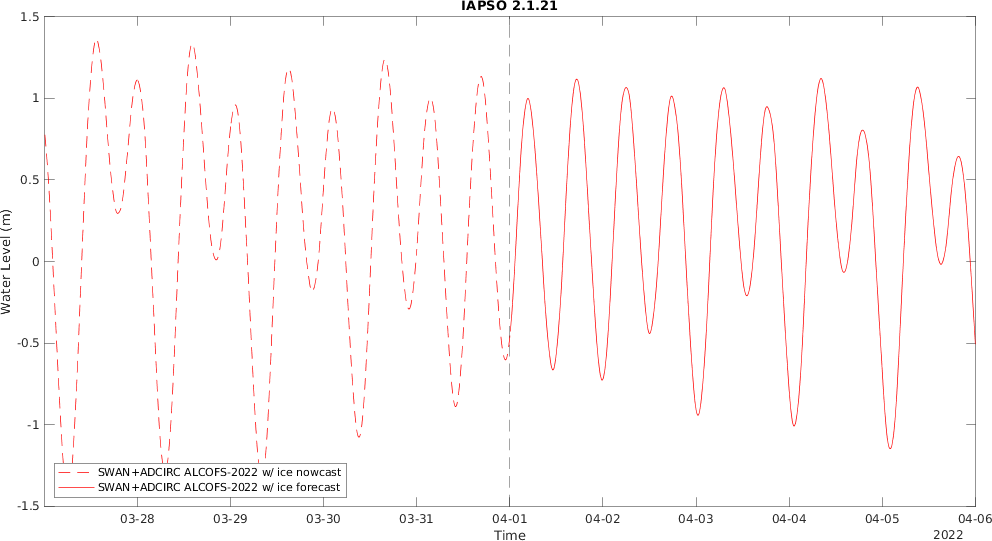 IAPSO 2.1.21
1.5
1
0.5
0
-0.5
-1
-1.5
Water Level (m)
SWAN+ADCIRC ALCOFS-2022 w/ ice nowcast
SWAN+ADCIRC ALCOFS-2022 w/ ice forecast
03-28 03-29 03-30 03-31 04-01 04-02 04-03 04-04 04-05 04-06
Time
2022